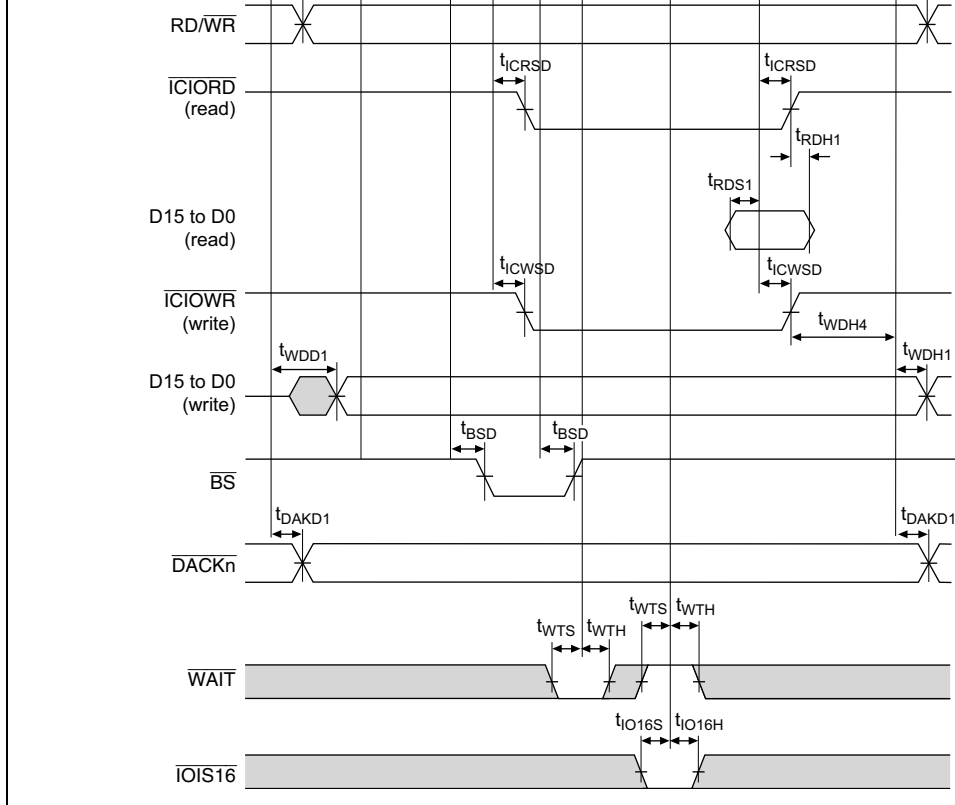 RD/WR
tICRSD tICRSD
ICIORD
(read)
tRDH1
tRDS1
D15 to D0
(read)
tICWSD tICWSD
ICIOWR
(write)
tWDH4
tWDD1 tWDH1
D15 to D0
(write)
tBSD tBSD
BS
tDAKD1 tDAKD1
DACKn
tWTS tWTH
tWTS tWTH
WAIT
tIO16S tIO16H
IOIS16